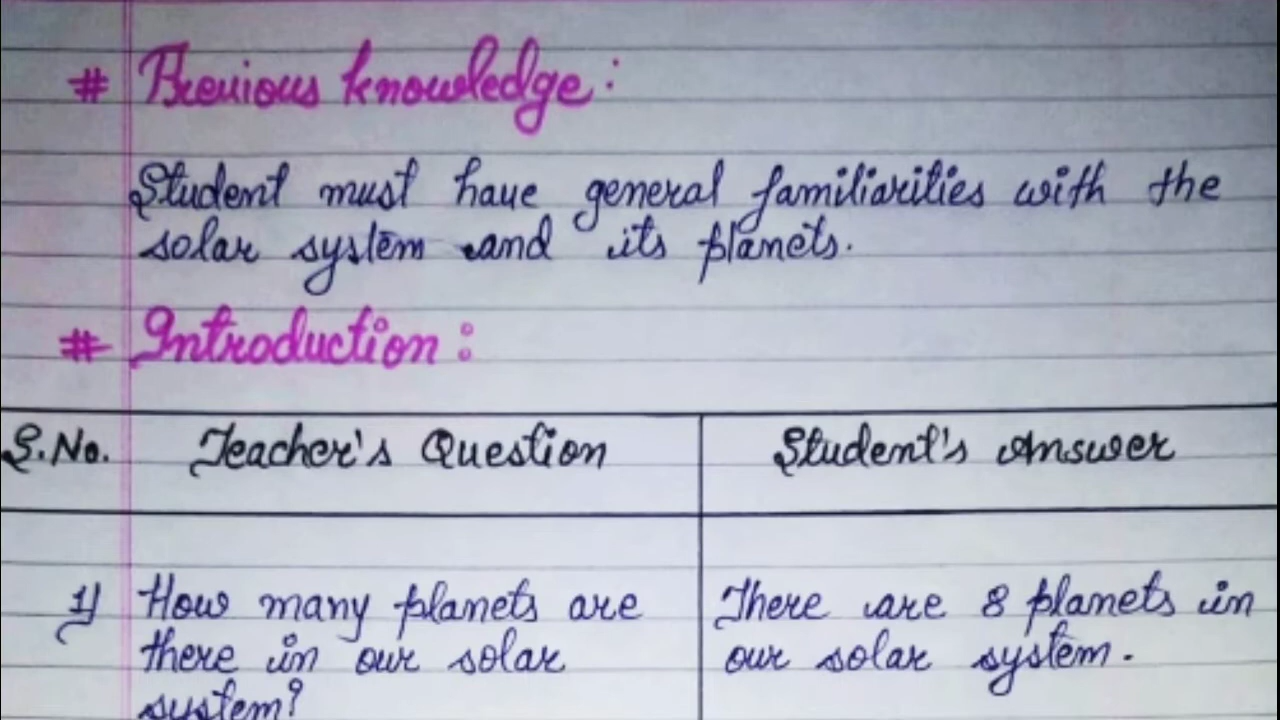 # Previous knowledge:
Student must have general familiarities with the
solar system and its planets.
# Introduction:
S.No. Teacher's Question Student's Answer
1) How many planets are There are 8 planets in
there in our solar our solar system.
system?